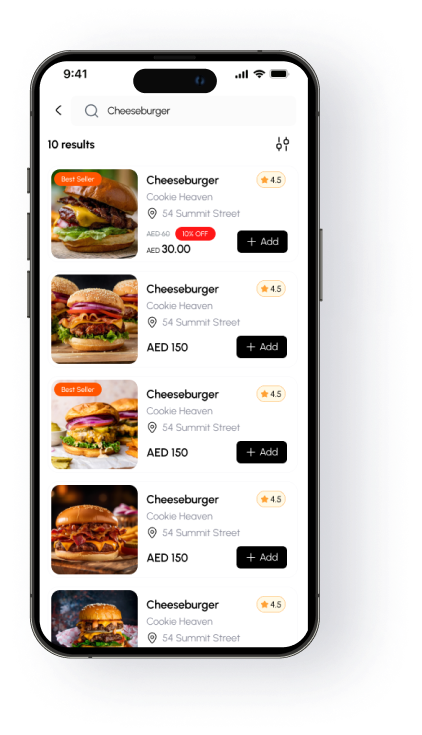 9:41
Cheeseburger
10 results
Best Seller
Cheeseburger
4.5
Cookie Heaven
54 Summit Street
AED 60 10% OFF
AED 30.00
+ Add
Cheeseburger
4.5
Cookie Heaven
54 Summit Street
AED 150
+ Add
Best Seller
Cheeseburger
4.5
Cookie Heaven
54 Summit Street
AED 150
+ Add
Cheeseburger
4.5
Cookie Heaven
54 Summit Street
AED 150
+ Add
Cheeseburger
4.5
Cookie Heaven
54 Summit Street